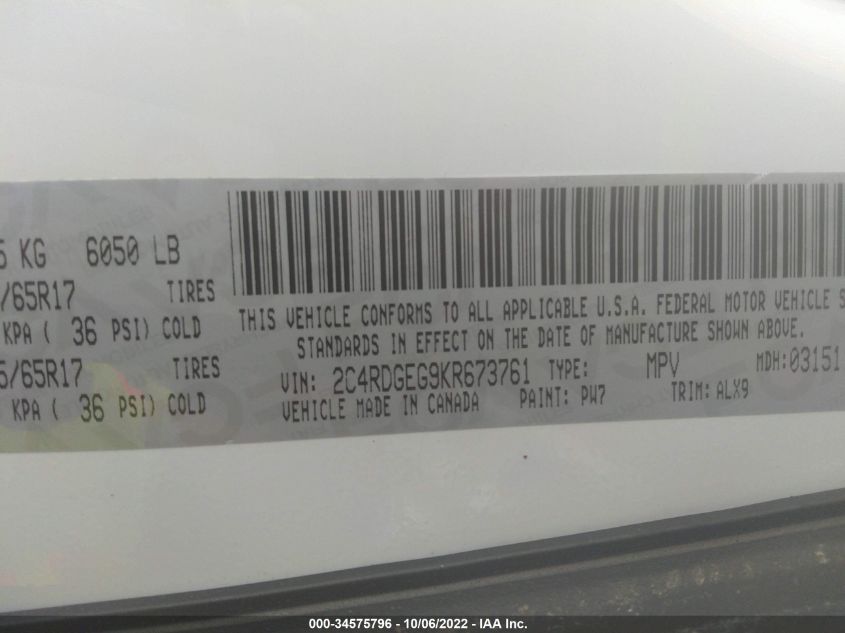 5 KG 6050 LB
/65R17 TIRES
KPA ( 36 PSI) COLD
5/65R17 TIRES
KPA ( 36 PSI) COLD
THIS VEHICLE CONFORMS TO ALL APPLICABLE U.S.A. FEDERAL MOTOR VEHICLE S
STANDARDS IN EFFECT ON THE DATE OF MANUFACTURE SHOWN ABOVE.
VIN: 2C4RDGEG9KR673761 TYPE: MPV MDH: 03151
VEHICLE MADE IN CANADA PAINT: PW7 TRIM: ALX9
000-34575796 - 10/06/2022 - IAA Inc.